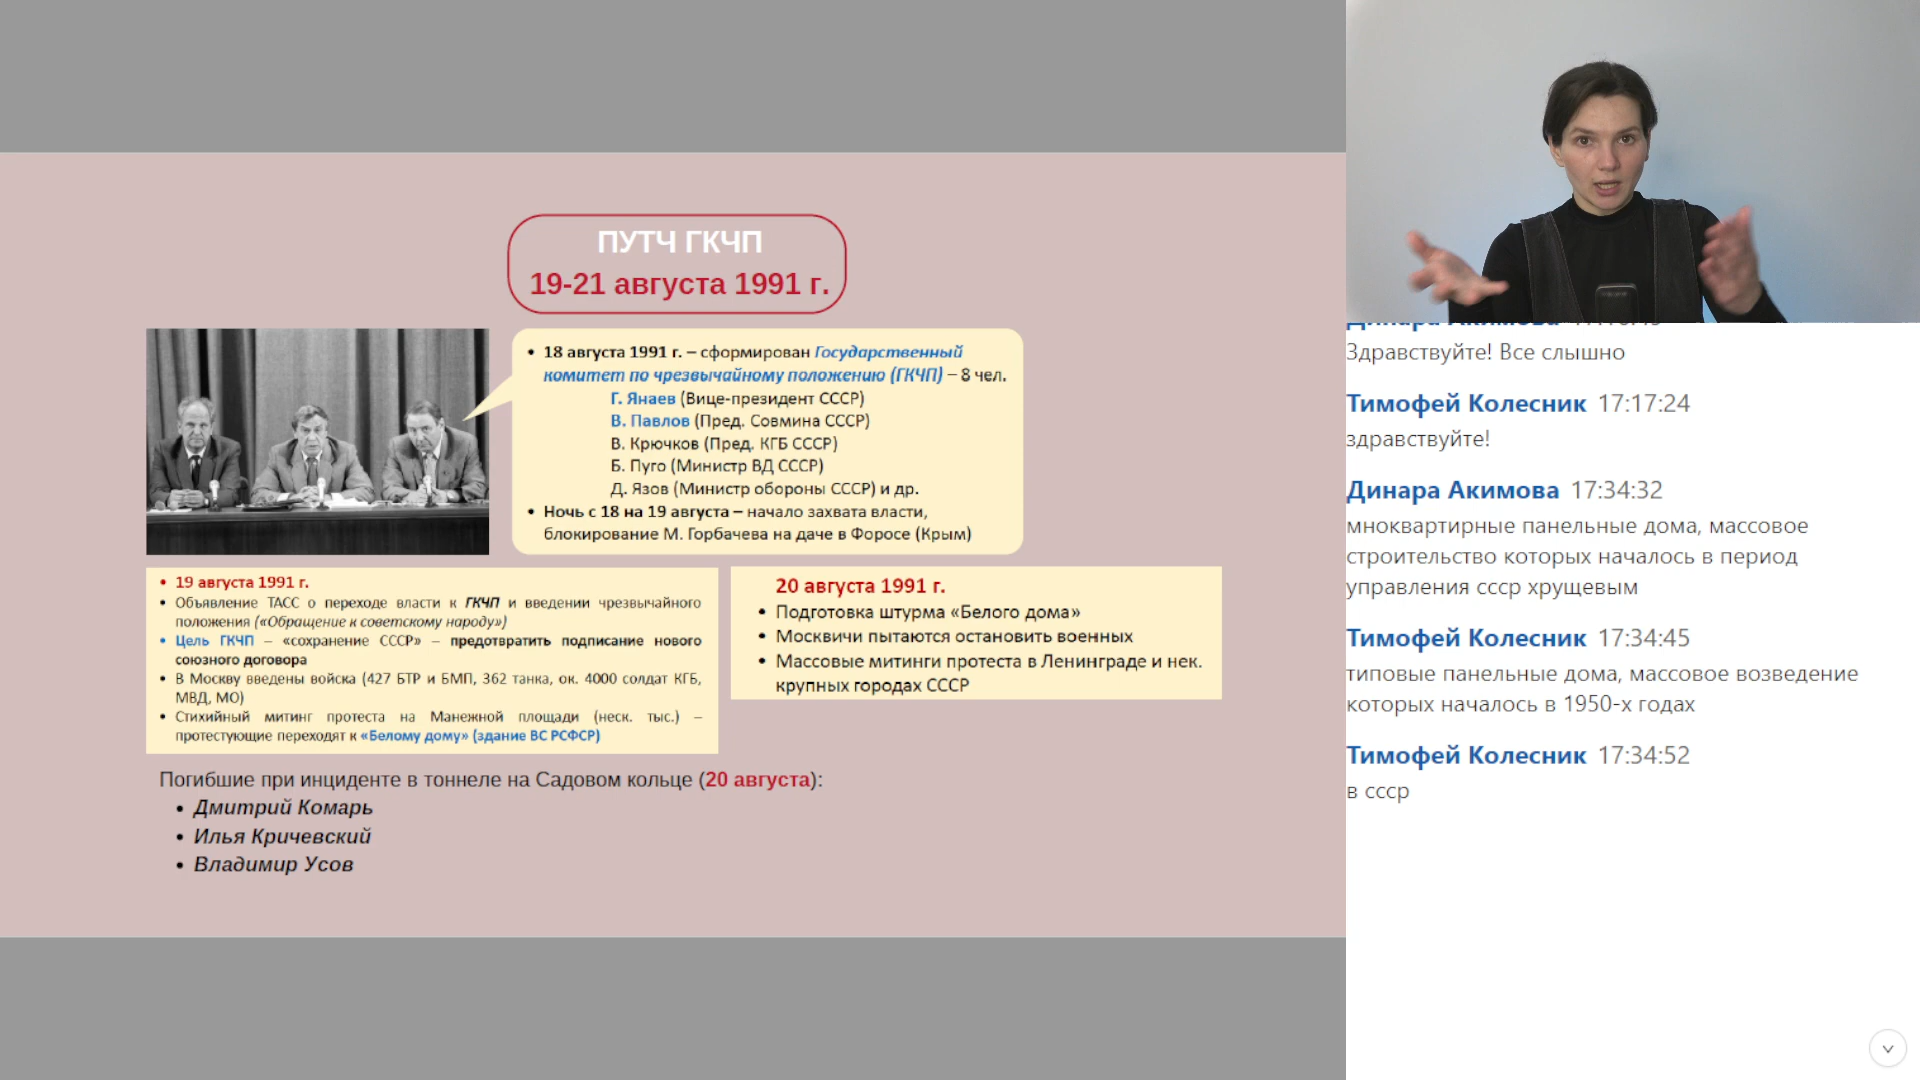 ПУТЧ ГКЧП
19-21 августа 1991 г.
• 18 августа 1991 г. – сформирован Государственный
комитет по чрезвычайному положению (ГКЧП) – 8 чел.
Г. Янаев (Вице-президент СССР)
В. Павлов (Пред. Совмина СССР)
В. Крючков (Пред. КГБ СССР)
Б. Пуго (Министр ВД СССР)
Д. Язов (Министр обороны СССР) и др.
• Ночь с 18 на 19 августа – начало захвата власти,
блокирование М. Горбачева на даче в Форосе (Крым)
• 19 августа 1991 г.
• Объявление ТАСС о переходе власти к ГКЧП и введении чрезвычайного
положения («Обращение к советскому народу»)
• Цель ГКЧП – «сохранение СССР» – предотвратить подписание нового
союзного договора
• В Москву введены войска (427 БТР и БМП, 362 танка, ок. 4000 солдат КГБ,
МВД, МО)
• Стихийный митинг протеста на Манежной площади (неск. тыс.) –
протестующие переходят к «Белому дому» (здание ВС РСФСР)
20 августа 1991 г.
• Подготовка штурма «Белого дома»
• Москвичи пытаются остановить военных
• Массовые митинги протеста в Ленинграде и нек.
крупных городах СССР
Погибшие при инциденте в тоннеле на Садовом кольце (20 августа):
• Дмитрий Комарь
• Илья Кричевский
• Владимир Усов
Динара Акимова
Здравствуйте! Все слышно
Тимофей Колесник 17:17:24
здравствуйте!
Динара Акимова 17:34:32
мноквартирные панельные дома, массовое
строительство которых началось в период
управления ссср хрущевым
Тимофей Колесник 17:34:45
типовые панельные дома, массовое возведение
которых началось в 1950-х годах
Тимофей Колесник 17:34:52
в ссср